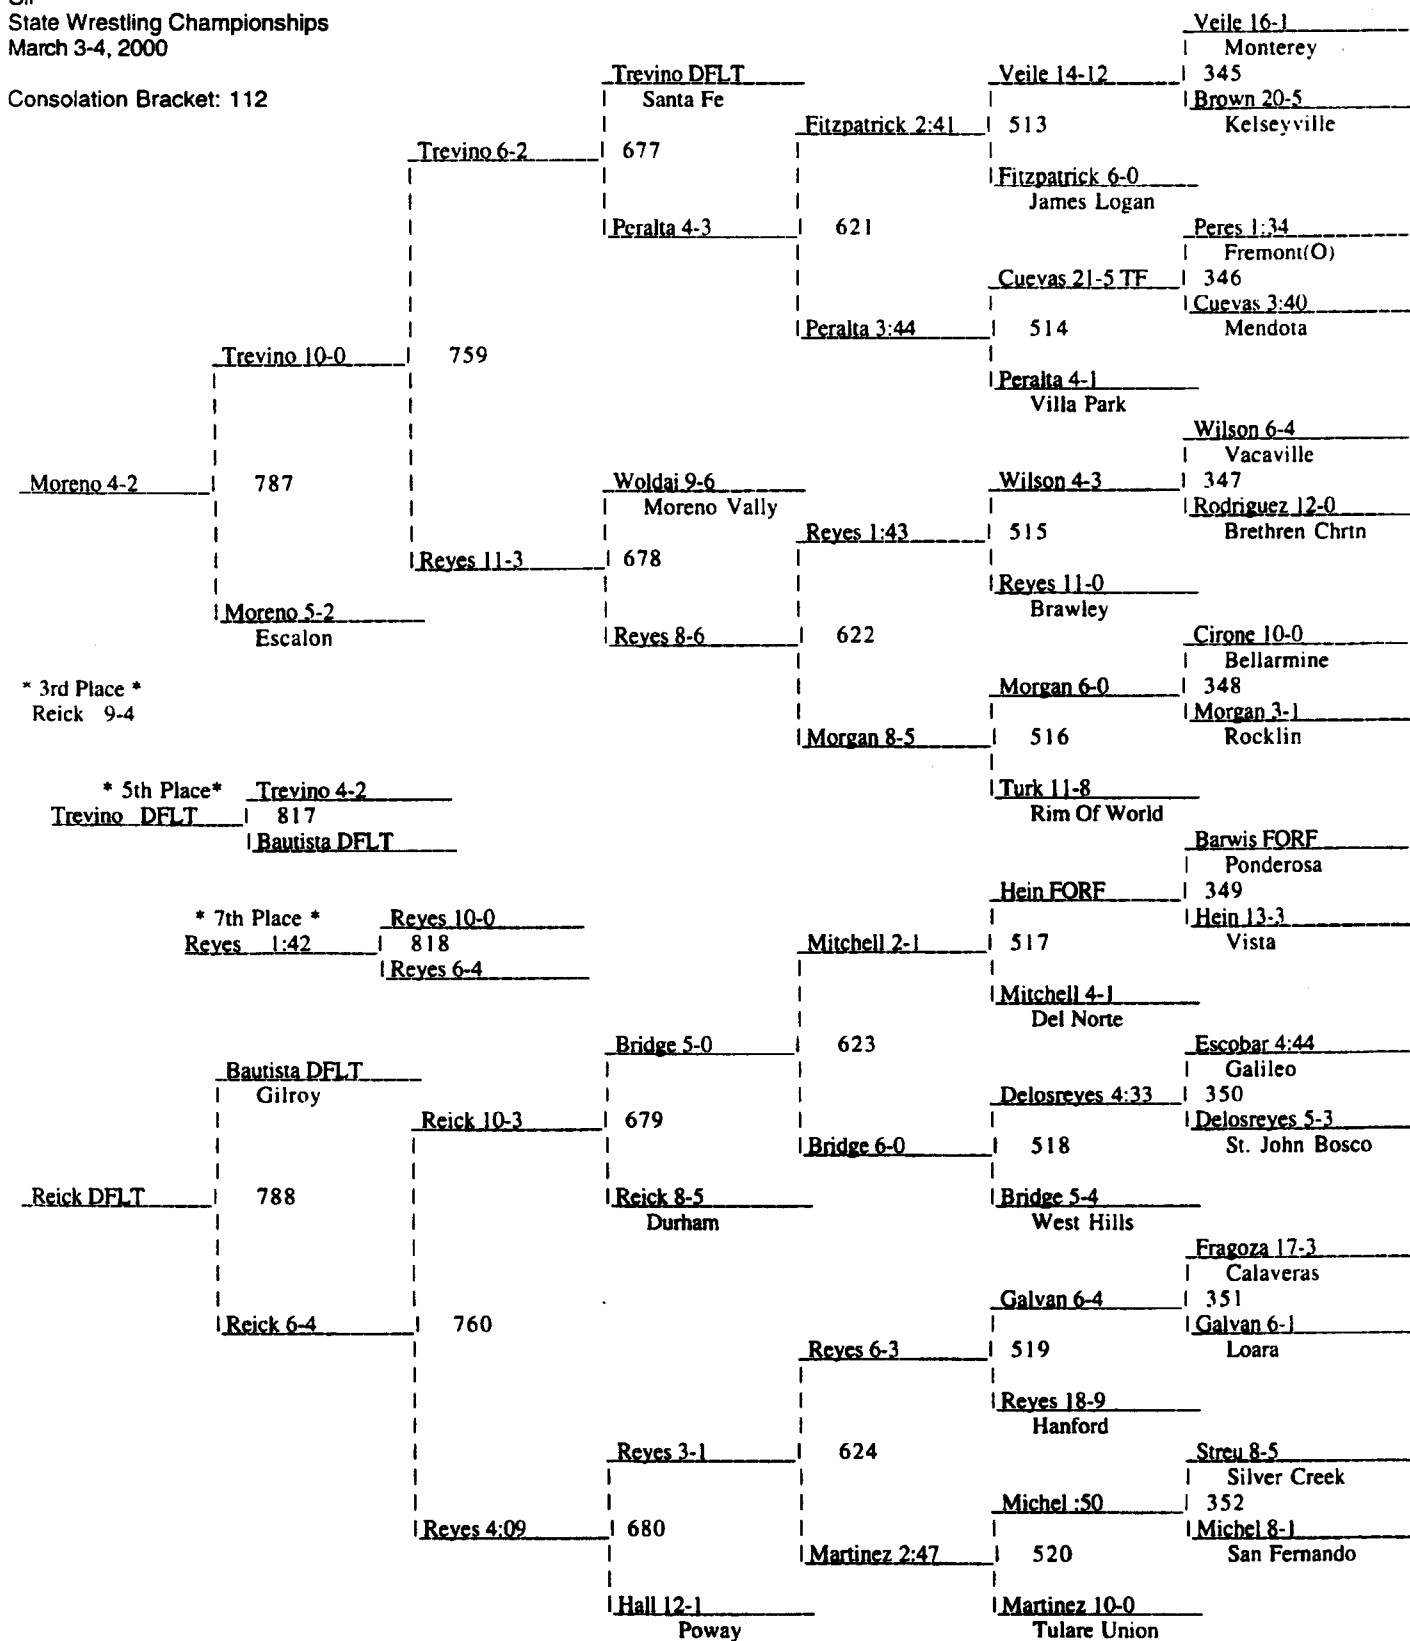 State Wrestling Championships
March 3-4, 2000
Consolation Bracket: 112
Veile 16-1
Monterey
Veile 14-12
345
Trevino DFLT
Santa Fe
Brown 20-5
Kelseyville
Fitzpatrick 2:41
513
Trevino 6-2
677
Fitzpatrick 6-0
James Logan
Peralta 4-3
621
Peres 1:34
Fremont(O)
Cuevas 21-5 TF
346
Cuevas 3:40
Mendota
Peralta 3:44
514
Trevino 10-0
759
Peralta 4-1
Villa Park
Wilson 6-4
Vacaville
Moreno 4-2
787
Woldai 9-6
Moreno Vally
Wilson 4-3
347
Rodriguez 12-0
Brethren Chrtn
Reyes 1:43
515
Reyes 11-3
678
Reyes 11-0
Brawley
Moreno 5-2
Escalon
Reyes 8-6
622
Cirone 10-0
Bellarmine
* 3rd Place *
Reick 9-4
Morgan 6-0
348
Morgan 3-1
Rocklin
Morgan 8-5
516
* 5th Place*
Trevino 4-2
Trevino DFLT
817
Bautista DFLT
Turk 11-8
Rim Of World
Barwis FORF
Ponderosa
Hein FORF
349
Hein 13-3
Vista
* 7th Place *
Reyes 10-0
Reyes 1:42
818
Reyes 6-4
Mitchell 2-1
517
Mitchell 4-1
Del Norte
Bridge 5-0
623
Escobar 4:44
Galileo
Bautista DFLT
Gilroy
Delosreyes 4:33
350
Delosreyes 5-3
St. John Bosco
Reick 10-3
679
Bridge 6-0
518
Reick DFLT
788
Reick 8-5
Durham
Bridge 5-4
West Hills
Fragoza 17-3
Calaveras
Galvan 6-4
351
Galvan 6-1
Loara
Reick 6-4
760
Reyes 6-3
519
Reyes 18-9
Hanford
Reyes 3-1
624
Streu 8-5
Silver Creek
Michel :50
352
Michel 8-1
San Fernando
Reyes 4:09
680
Martinez 2:47
520
Hall 12-1
Poway
Martinez 10-0
Tulare Union